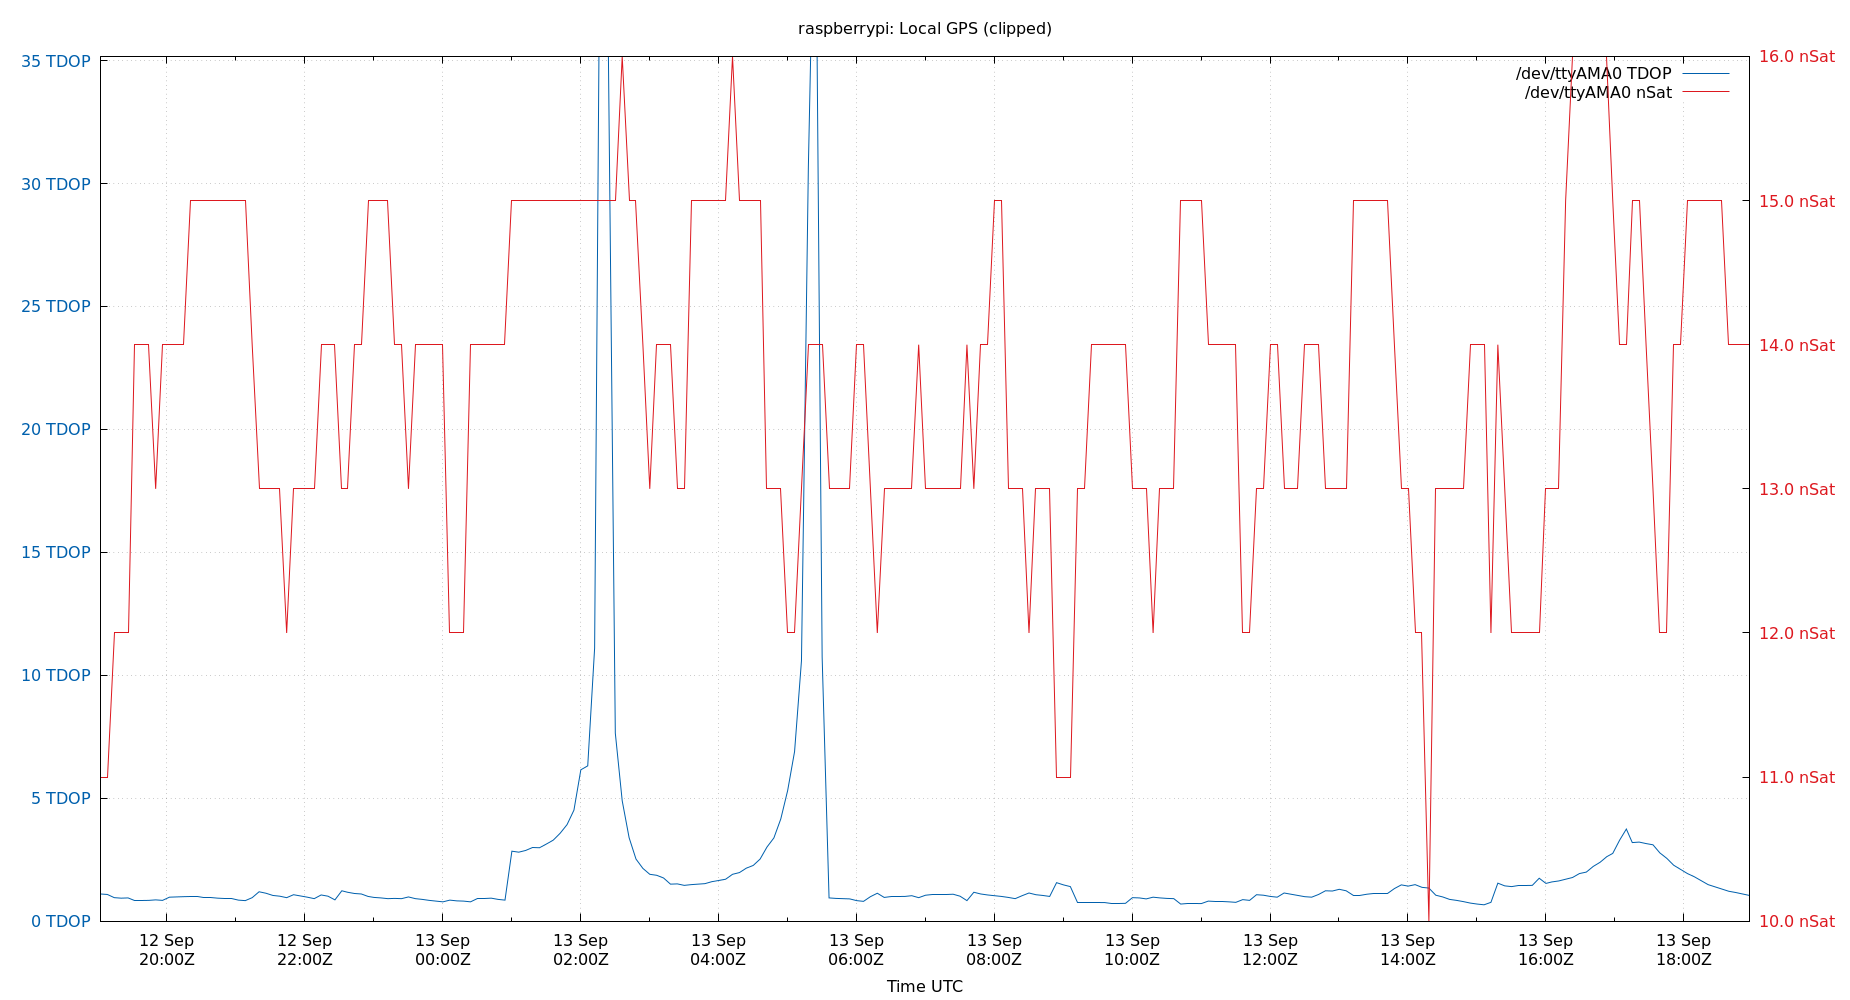 raspberrypi: Local GPS (clipped)
35 TDOP
30 TDOP
25 TDOP
20 TDOP
15 TDOP
10 TDOP
5 TDOP
0 TDOP
16.0 nSat
15.0 nSat
14.0 nSat
13.0 nSat
12.0 nSat
11.0 nSat
10.0 nSat
/dev/ttyAMA0 TDOP
/dev/ttyAMA0 nSat
12 Sep
20:00Z
12 Sep
22:00Z
13 Sep
00:00Z
13 Sep
02:00Z
13 Sep
04:00Z
13 Sep
06:00Z
13 Sep
08:00Z
13 Sep
10:00Z
13 Sep
12:00Z
13 Sep
14:00Z
13 Sep
16:00Z
13 Sep
18:00Z
Time UTC